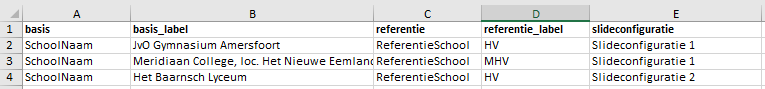 A B C D E
1 basis basis_label referentie referentie_label slideconfiguratie
2 SchoolNaam JvO Gymnasium Amersfoort ReferentieSchool HV Slideconfiguratie 1
3 SchoolNaam Meridiaan College, loc. Het Nieuwe Eemland ReferentieSchool MHV Slideconfiguratie 1
4 SchoolNaam Het Baarnsch Lyceum ReferentieSchool HV Slideconfiguratie 2